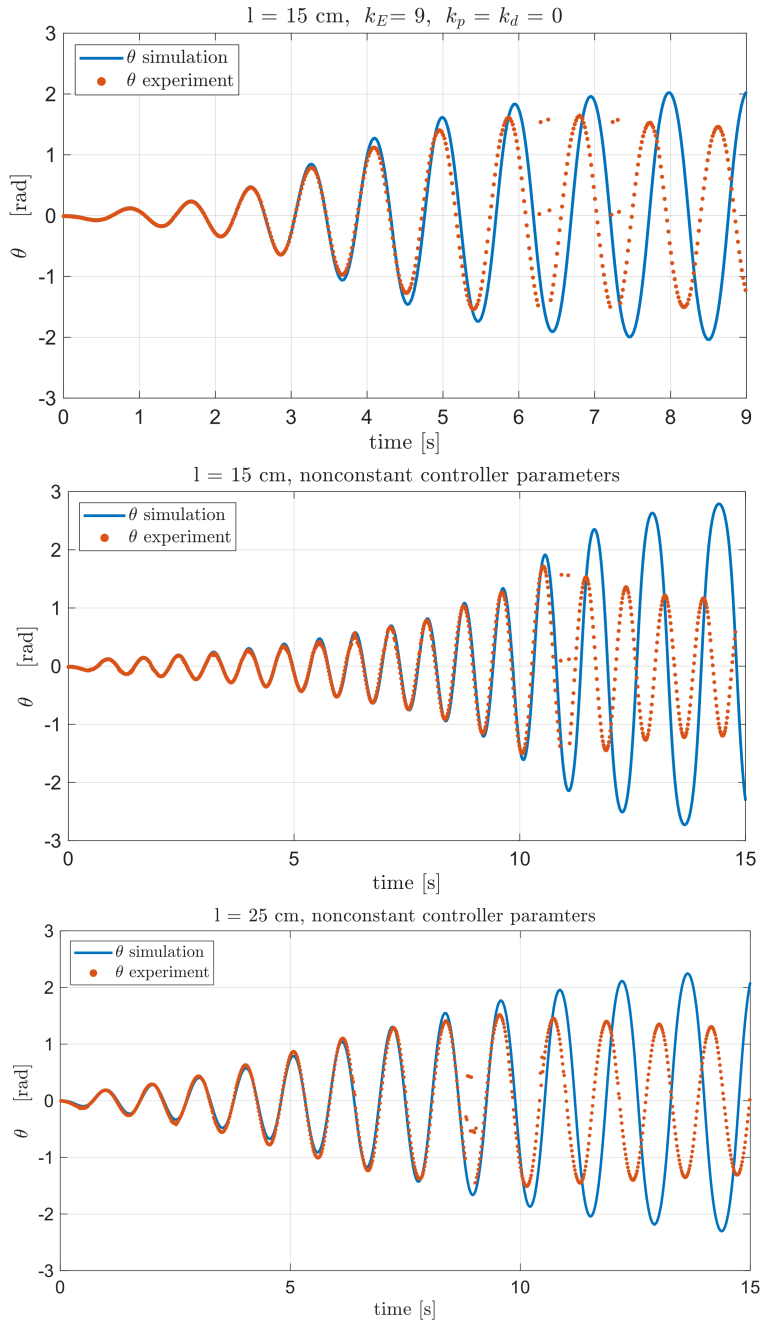 l = 15 cm, k_E= 9, k_p = k_d = 0
3
2
1
0
-1
-2
-3
θ [rad]
θ simulation
θ experiment
0 1 2 3 4 5 6 7 8 9
time [s]
l = 15 cm, nonconstant controller parameters
3
2
1
0
-1
-2
-3
θ [rad]
θ simulation
θ experiment
0 5 10 15
time [s]
l = 25 cm, nonconstant controller paramters
3
2
1
0
-1
-2
-3
θ [rad]
θ simulation
θ experiment
0 5 10 15
time [s]